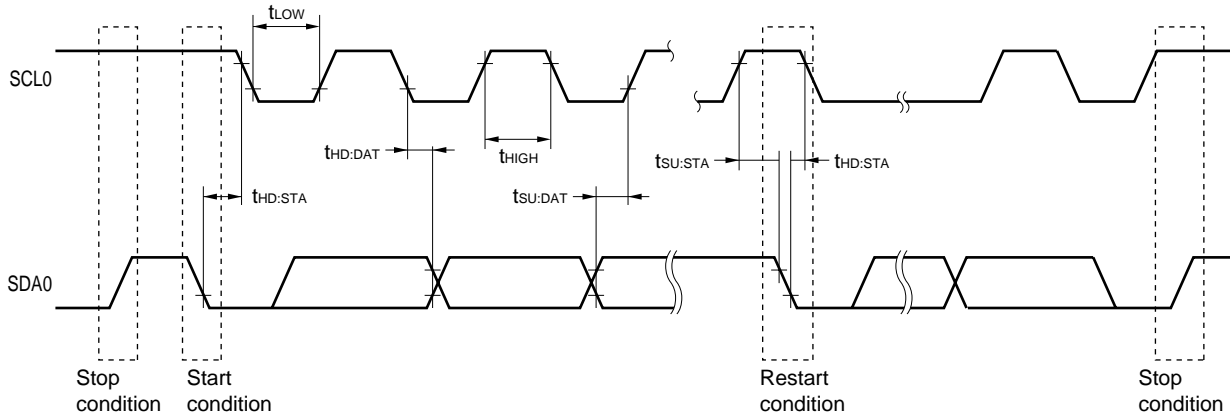 tLOW
SCL0
tHD:DAT
tHIGH
tSU:STA
tHD:STA
tHD:STA
tSU:DAT
SDA0
Stop
condition
Start
condition
Restart
condition
Stop
condition